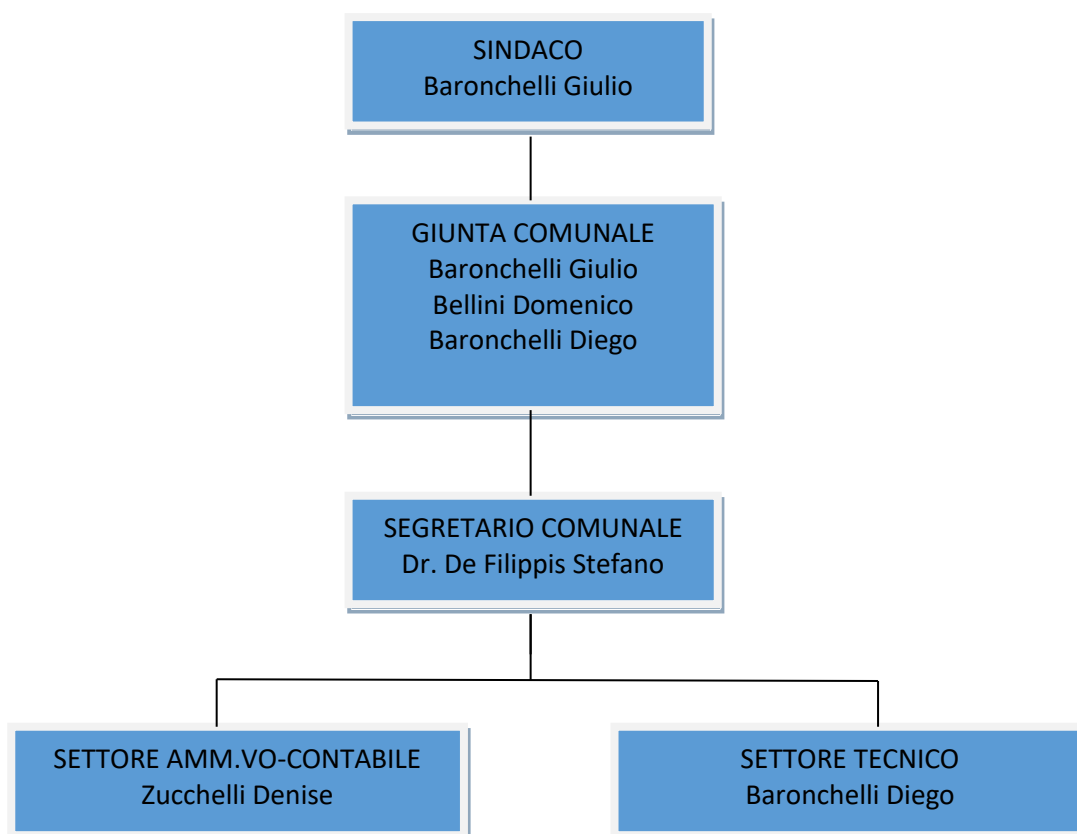 SINDACO
Baronchelli Giulio
GIUNTA COMUNALE
Baronchelli Giulio
Bellini Domenico
Baronchelli Diego
SEGRETARIO COMUNALE
Dr. De Filippis Stefano
SETTORE AMM.VO-CONTABILE
Zucchelli Denise
SETTORE TECNICO
Baronchelli Diego